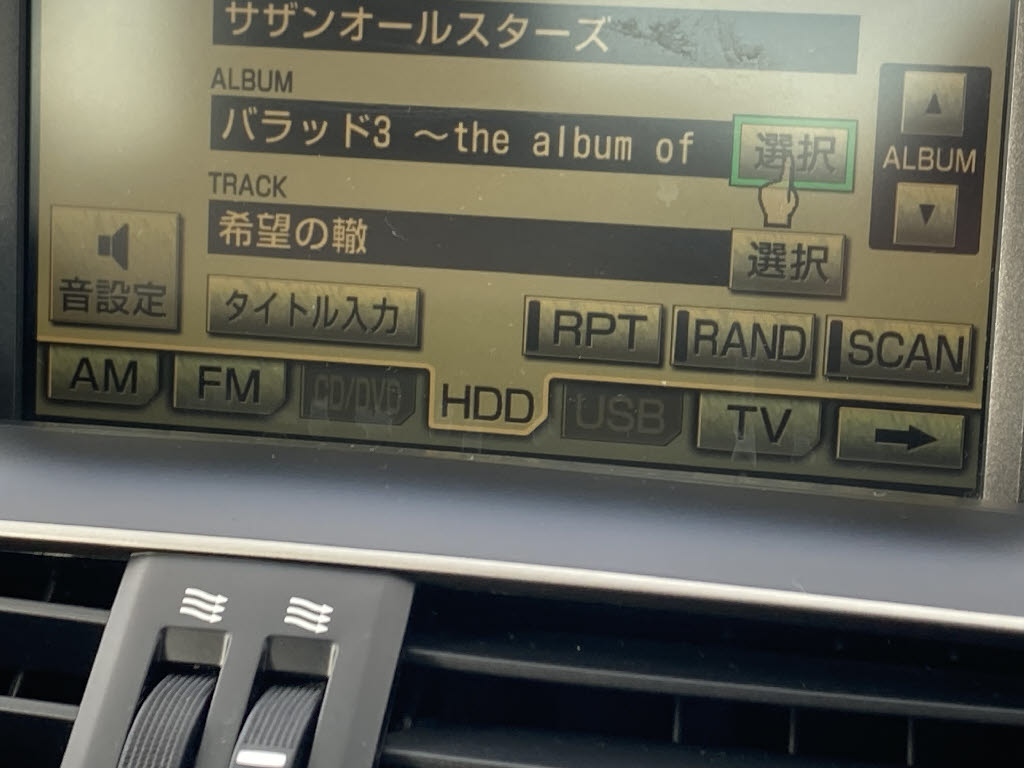 サザンオールスターズ
ALBUM
バラッド3 ～the album of
選択
ALBUM
TRACK
希望の轍
選択
音設定
タイトル入力
RPT
RAND
SCAN
AM
FM
CD/DVD
HDD
USB
TV